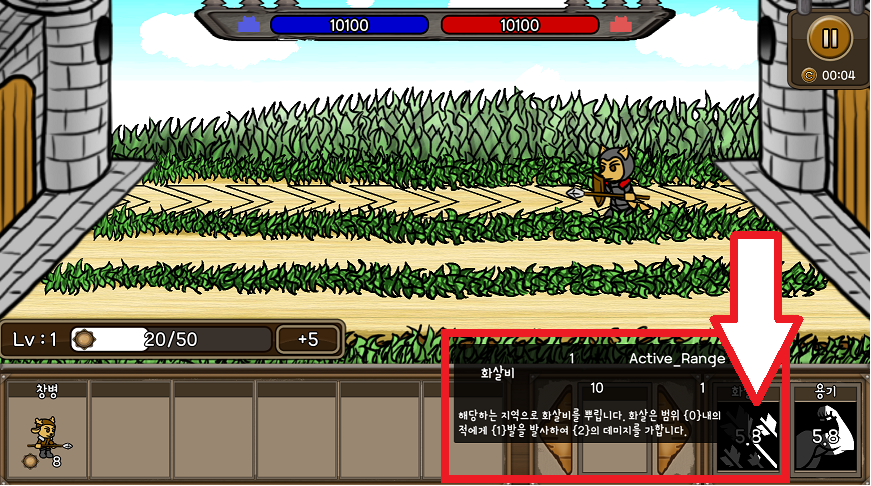 10100
10100
00:04
Lv : 1
20/50
+5
1
Active_Range
화살비
10
1
해당하는 지역으로 화살비를 뿌립니다. 화살은 범위 {0}내의
적에게 {1}발을 발사하여 {2}의 데미지를 가합니다.
창병
8
용기
5.8
5.8